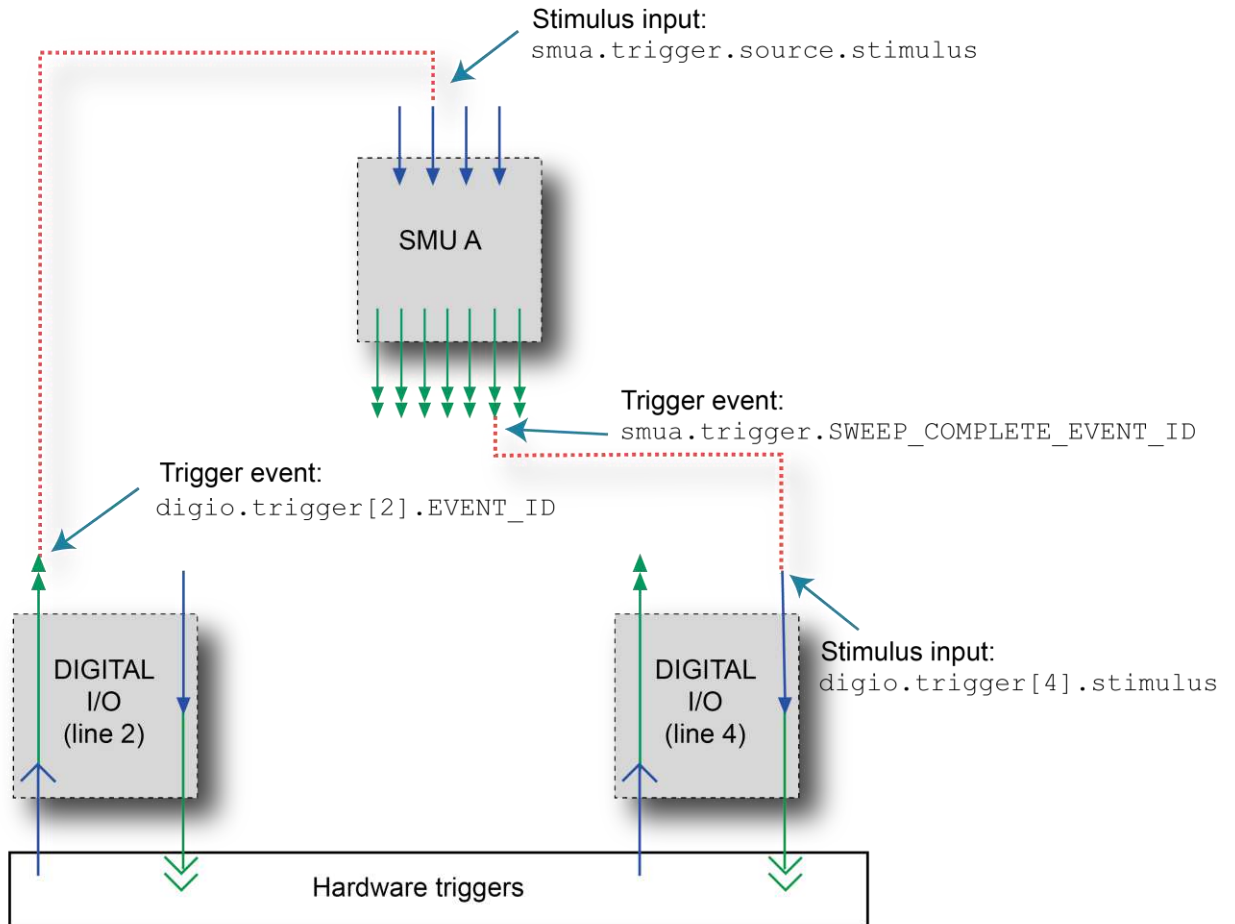 Stimulus input:
smua.trigger.source.stimulus
SMU A
Trigger event:
smua.trigger.SWEEP_COMPLETE_EVENT_ID
Trigger event:
digio.trigger[2].EVENT_ID
DIGITAL
I/O
(line 2)
DIGITAL
I/O
(line 4)
Stimulus input:
digio.trigger[4].stimulus
Hardware triggers